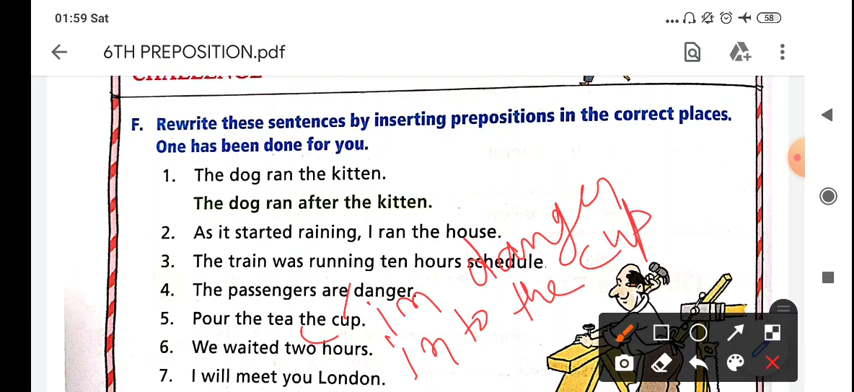 01:59 Sat
58
6TH PREPOSITION.pdf
CHALLENGE
F. Rewrite these sentences by inserting prepositions in the correct places.
One has been done for you.
1. The dog ran the kitten.
The dog ran after the kitten.
2. As it started raining, I ran the house.
3. The train was running ten hours schedule.
4. The passengers are danger.
in danger
5. Pour the tea the cup.
in to the cup
6. We waited two hours.
7. I will meet you London.